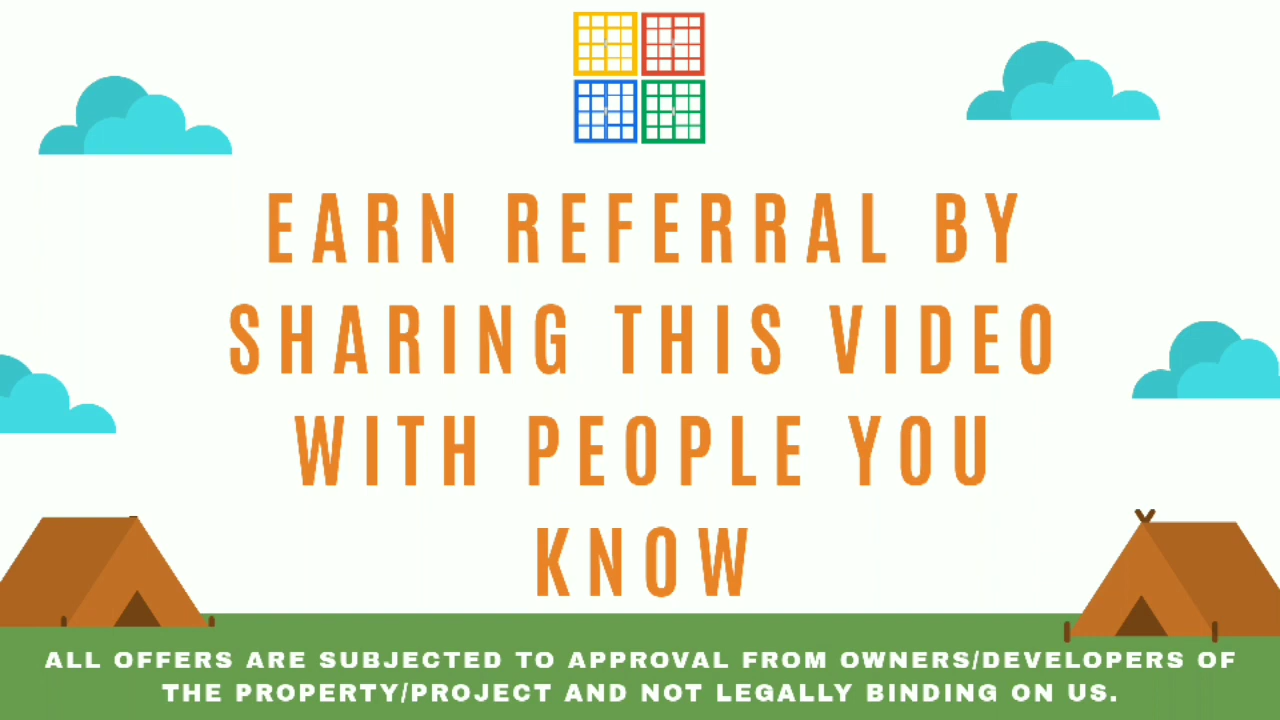 EARN REFERRAL BY
SHARING THIS VIDEO
WITH PEOPLE YOU
KNOW
ALL OFFERS ARE SUBJECTED TO APPROVAL FROM OWNERS/DEVELOPERS OF
THE PROPERTY/PROJECT AND NOT LEGALLY BINDING ON US.